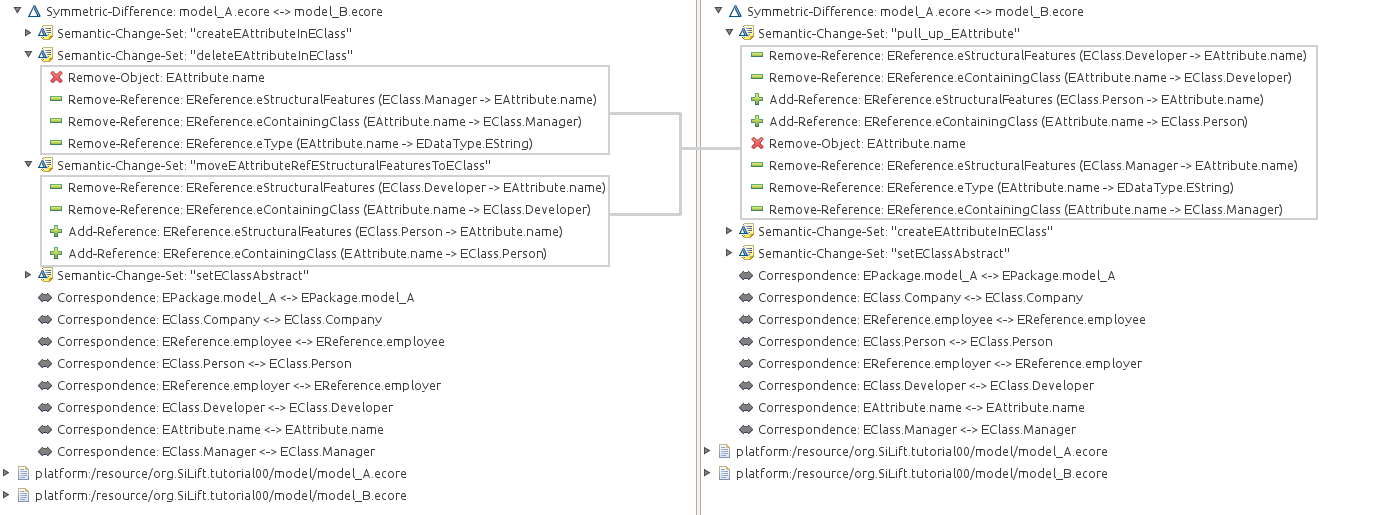 Symmetric-Difference: model_A.ecore <-> model_B.ecore
Semantic-Change-Set: "createEAttributeInEClass"
Semantic-Change-Set: "deleteEAttributeInEClass"
Remove-Object: EAttribute.name
Remove-Reference: EReference.eStructuralFeatures (EClass.Manager -> EAttribute.name)
Remove-Reference: EReference.eContainingClass (EAttribute.name -> EClass.Manager)
Remove-Reference: EReference.eType (EAttribute.name -> EDataType.EString)
Semantic-Change-Set: "moveEAttributeRefEStructuralFeaturesToEClass"
Remove-Reference: EReference.eStructuralFeatures (EClass.Developer -> EAttribute.name)
Remove-Reference: EReference.eContainingClass (EAttribute.name -> EClass.Developer)
Add-Reference: EReference.eStructuralFeatures (EClass.Person -> EAttribute.name)
Add-Reference: EReference.eContainingClass (EAttribute.name -> EClass.Person)
Semantic-Change-Set: "setEClassAbstract"
Correspondence: EPackage.model_A <-> EPackage.model_A
Correspondence: EClass.Company <-> EClass.Company
Correspondence: EReference.employee <-> EReference.employee
Correspondence: EClass.Person <-> EClass.Person
Correspondence: EReference.employer <-> EReference.employer
Correspondence: EClass.Developer <-> EClass.Developer
Correspondence: EAttribute.name <-> EAttribute.name
Correspondence: EClass.Manager <-> EClass.Manager
platform:/resource/org.SiLift.tutorial00/model/model_A.ecore
platform:/resource/org.SiLift.tutorial00/model/model_B.ecore
Symmetric-Difference: model_A.ecore <-> model_B.ecore
Semantic-Change-Set: "pull_up_EAttribute"
Remove-Reference: EReference.eStructuralFeatures (EClass.Developer -> EAttribute.name)
Remove-Reference: EReference.eContainingClass (EAttribute.name -> EClass.Developer)
Add-Reference: EReference.eStructuralFeatures (EClass.Person -> EAttribute.name)
Add-Reference: EReference.eContainingClass (EAttribute.name -> EClass.Person)
Remove-Object: EAttribute.name
Remove-Reference: EReference.eStructuralFeatures (EClass.Manager -> EAttribute.name)
Remove-Reference: EReference.eType (EAttribute.name -> EDataType.EString)
Remove-Reference: EReference.eContainingClass (EAttribute.name -> EClass.Manager)
Semantic-Change-Set: "createEAttributeInEClass"
Semantic-Change-Set: "setEClassAbstract"
Correspondence: EPackage.model_A <-> EPackage.model_A
Correspondence: EClass.Company <-> EClass.Company
Correspondence: EReference.employee <-> EReference.employee
Correspondence: EClass.Person <-> EClass.Person
Correspondence: EReference.employer <-> EReference.employer
Correspondence: EClass.Developer <-> EClass.Developer
Correspondence: EAttribute.name <-> EAttribute.name
Correspondence: EClass.Manager <-> EClass.Manager
platform:/resource/org.SiLift.tutorial00/model/model_A.ecore
platform:/resource/org.SiLift.tutorial00/model/model_B.ecore